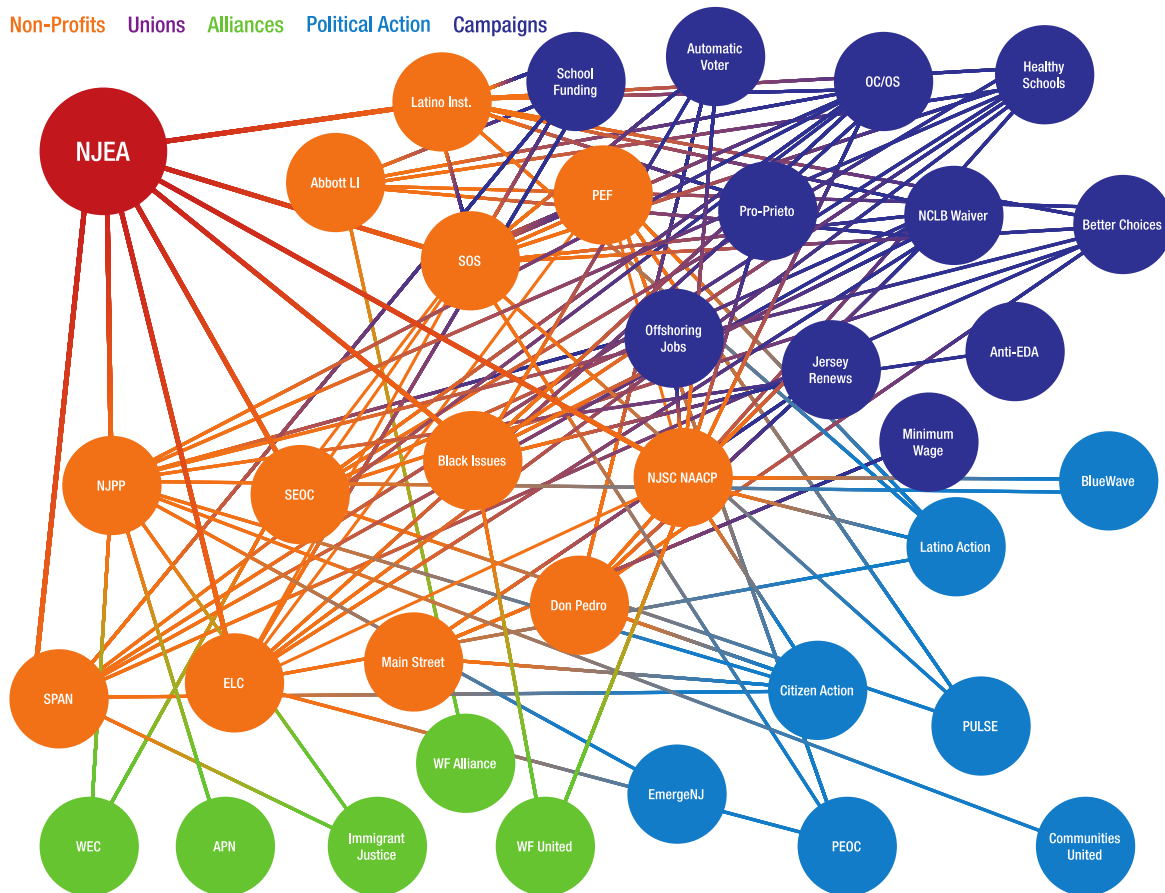 Non-Profits Unions Alliances Political Action Campaigns
NJEA
Latino Inst.
School
Funding
Automatic
Voter
OC/OS
Healthy
Schools
Abbott LI
PEF
Pro-Prieto
NCLB Waiver
Better Choices
SOS
Offshoring
Jobs
Jersey
Renews
Anti-EDA
Minimum
Wage
NJPP
SEOC
Black Issues
NJSC NAACP
BlueWave
Latino Action
Don Pedro
SPAN
ELC
Main Street
Citizen Action
PULSE
WF Alliance
EmergeNJ
WEC
APN
Immigrant
Justice
WF United
PEOC
Communities
United